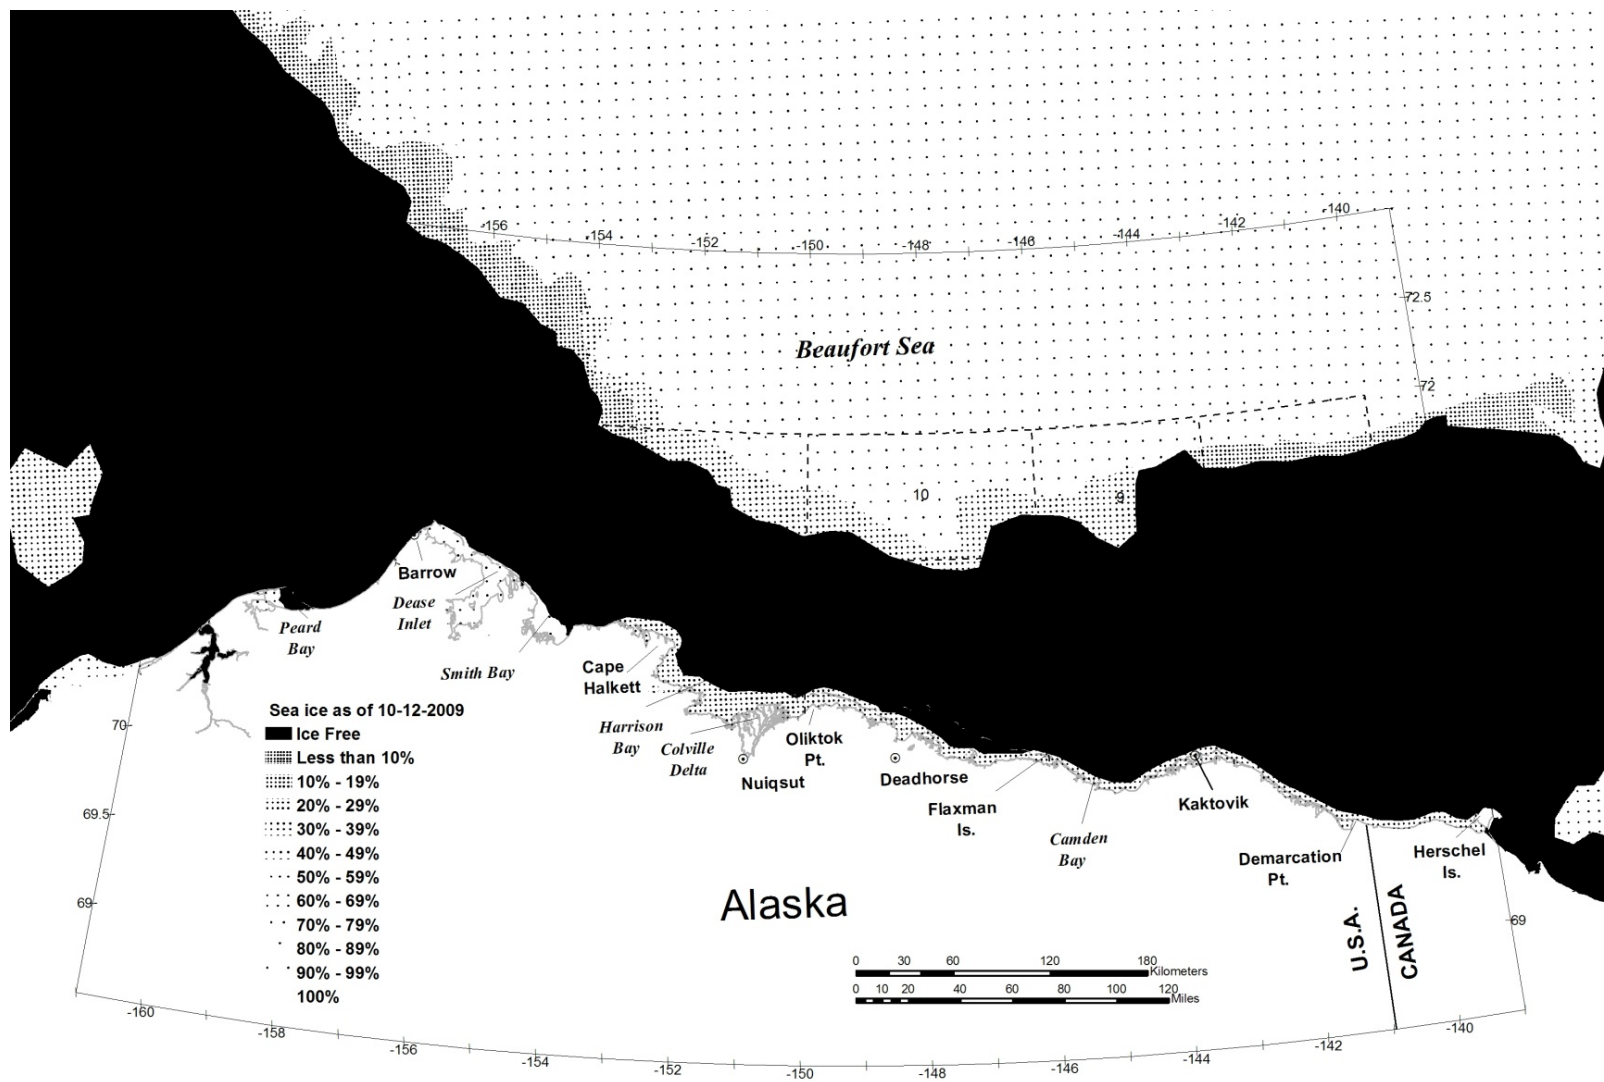 -156
-154
-152
-150
-148
-146
-144
-142
-140
72.5
72
Beaufort Sea
10
9
Barrow
Dease
Inlet
Peard
Bay
Smith Bay
Cape
Halkett
Harrison
Bay
Colville
Delta
Nuiqsut
Oliktok
Pt.
Deadhorse
Flaxman
Is.
Camden
Bay
Kaktovik
Demarcation
Pt.
Herschel
Is.
70
69.5
69
69
Sea ice as of 10-12-2009
Ice Free
Less than 10%
10% - 19%
20% - 29%
30% - 39%
40% - 49%
50% - 59%
60% - 69%
70% - 79%
80% - 89%
90% - 99%
100%
Alaska
U.S.A.
CANADA
0 30 60 120 180
Kilometers
0 10 20 40 60 80 100 120
Miles
-160
-158
-156
-154
-150
-148
-146
-144
-142
-140